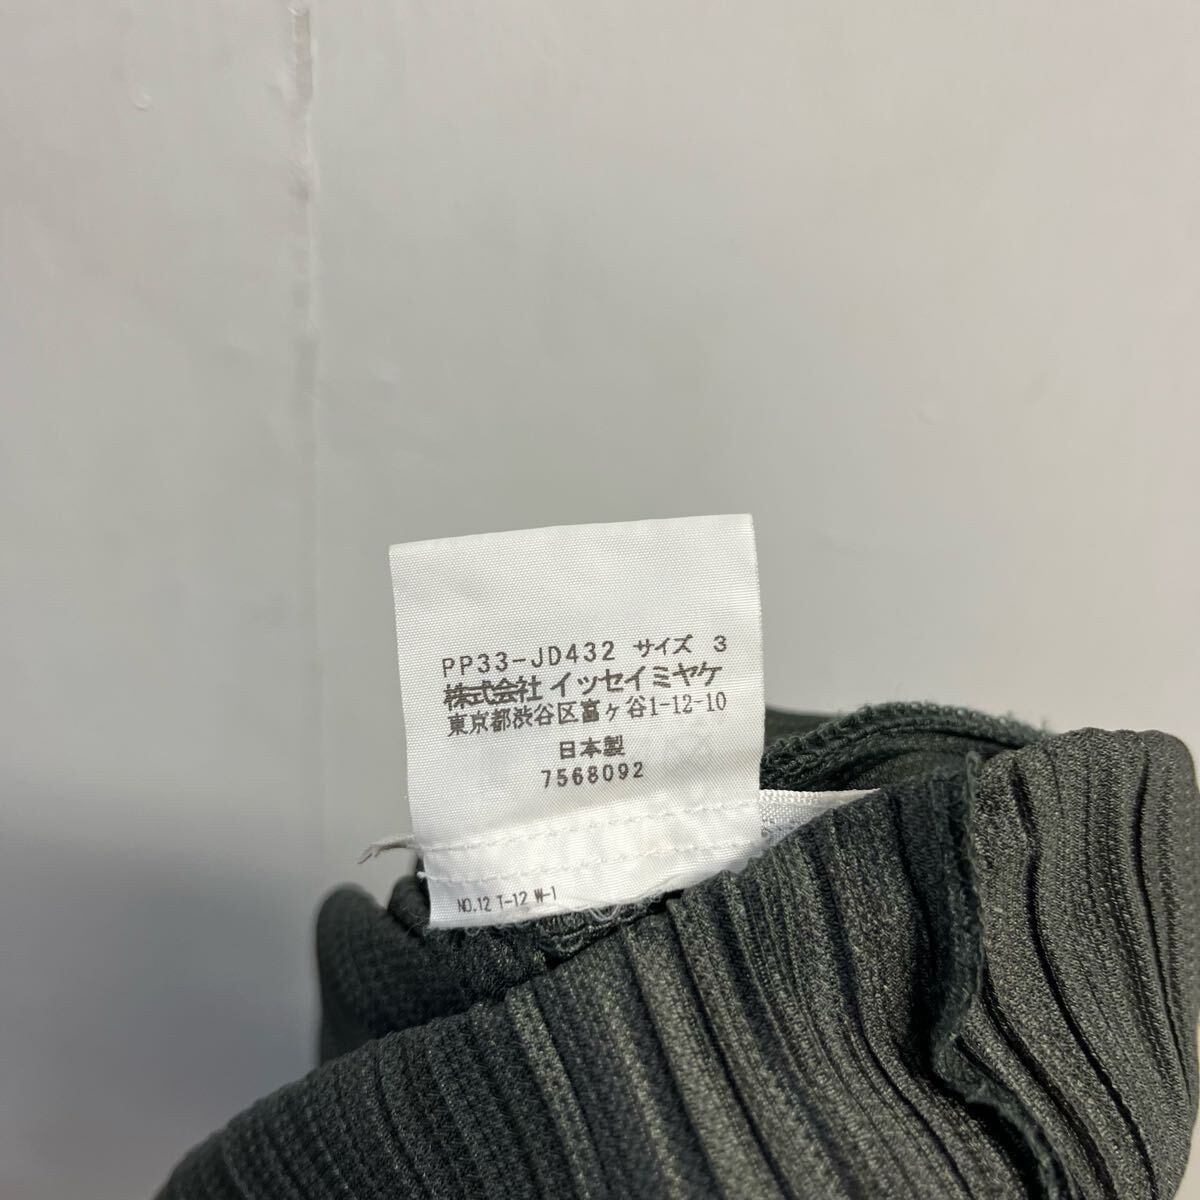 PP33-JD432 サイズ 3
株式会社 イッセイミヤケ
東京都渋谷区富ヶ谷1-12-10
日本製
7568092
NO.12 T-12 W-1